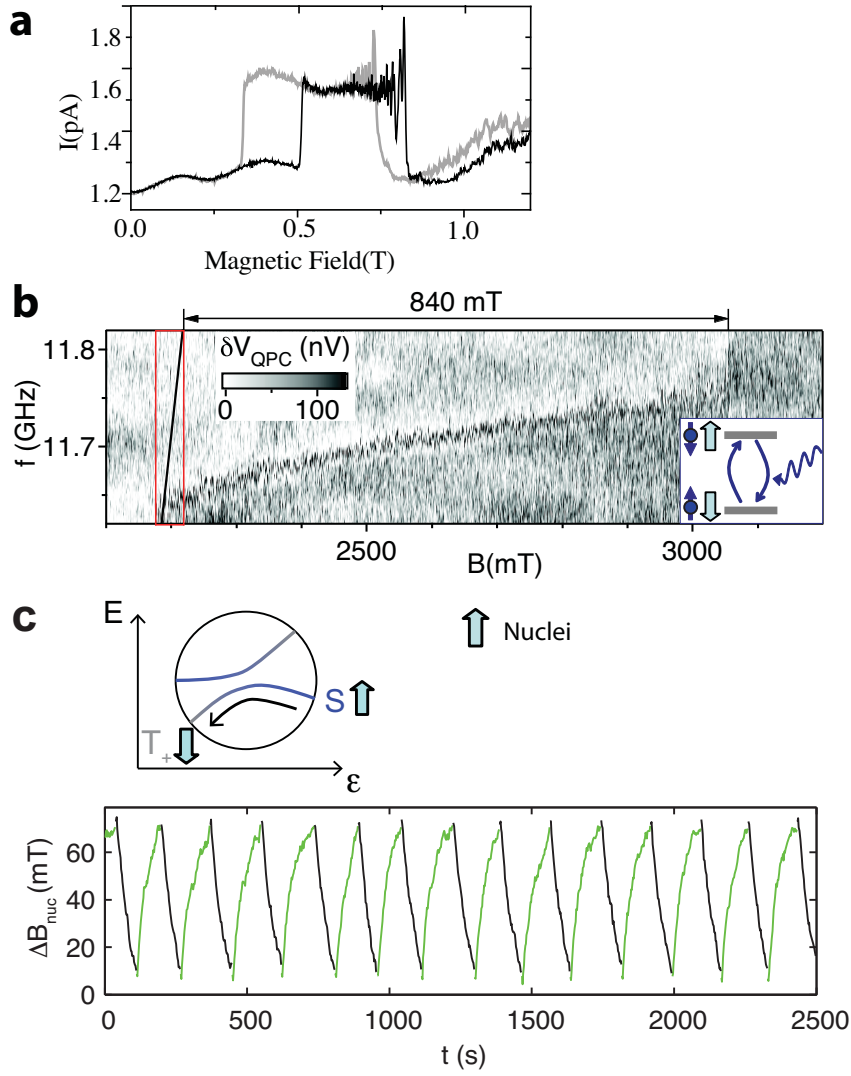 a
1.8
1.6
1.4
1.2
I(pA)
0.0
0.5
1.0
Magnetic Field(T)
b
840 mT
11.8
11.7
f (GHz)
δV_QPC (nV)
0
100
2500
3000
B(mT)
c
E
Nuclei
S
T+
ε
60
40
20
0
ΔB_nuc (mT)
0
500
1000
1500
2000
2500
t (s)